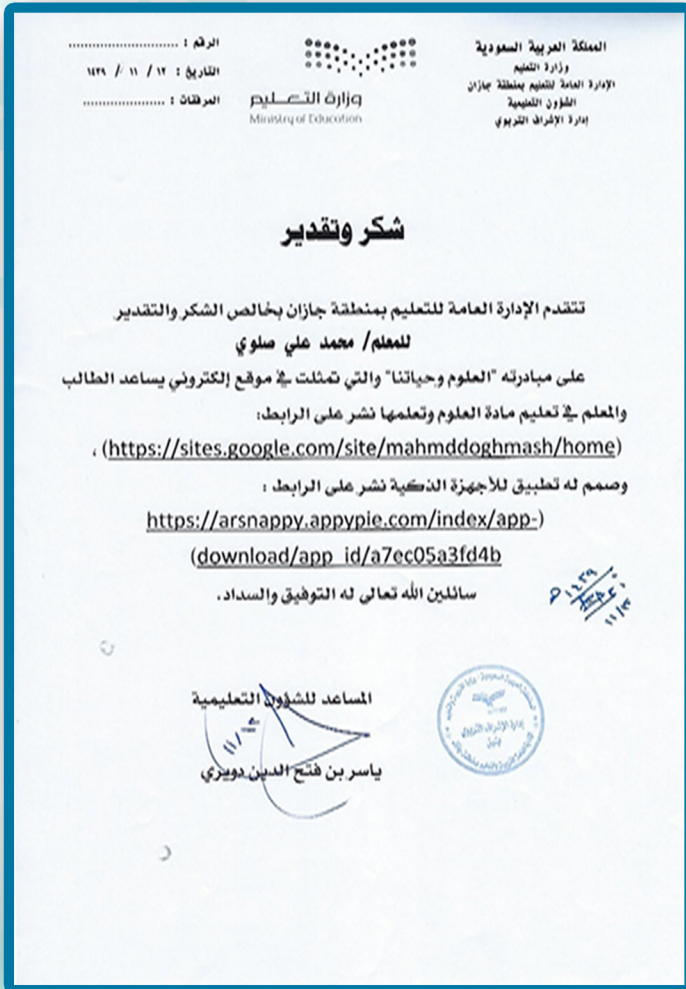 المملكة العربية السعودية
وزارة التعليم
الإدارة العامة للتعليم بمنطقة جازان
الشؤون التعليمية
إدارة الإشراف التربوي
وزارة التعليم
Ministry of Education
الرقم : ............................
التاريخ : ١٢ / ١١ / ١٤٣٩
المرفقات : .....................
شكر وتقدير
تتقدم الإدارة العامة للتعليم بمنطقة جازان بخالص الشكر والتقدير
للمعلم/ محمد علي صلوي
على مبادرته "العلوم وحياتنا" والتي تمثلت في موقع إلكتروني يساعد الطالب
والمعلم في تعليم مادة العلوم وتعلمها نشر على الرابط:
(https://sites.google.com/site/mahmddoghmash/home) ،
وصمم له تطبيق للأجهزة الذكية نشر على الرابط :
https://arsnappy.appypie.com/index/app-)
(download/app_id/a7ec05a3fd4b
سائلين الله تعالى له التوفيق والسداد.
المساعد للشؤون التعليمية
ياسر بن فتح الدين دويري
إدارة الإشراف التربوي